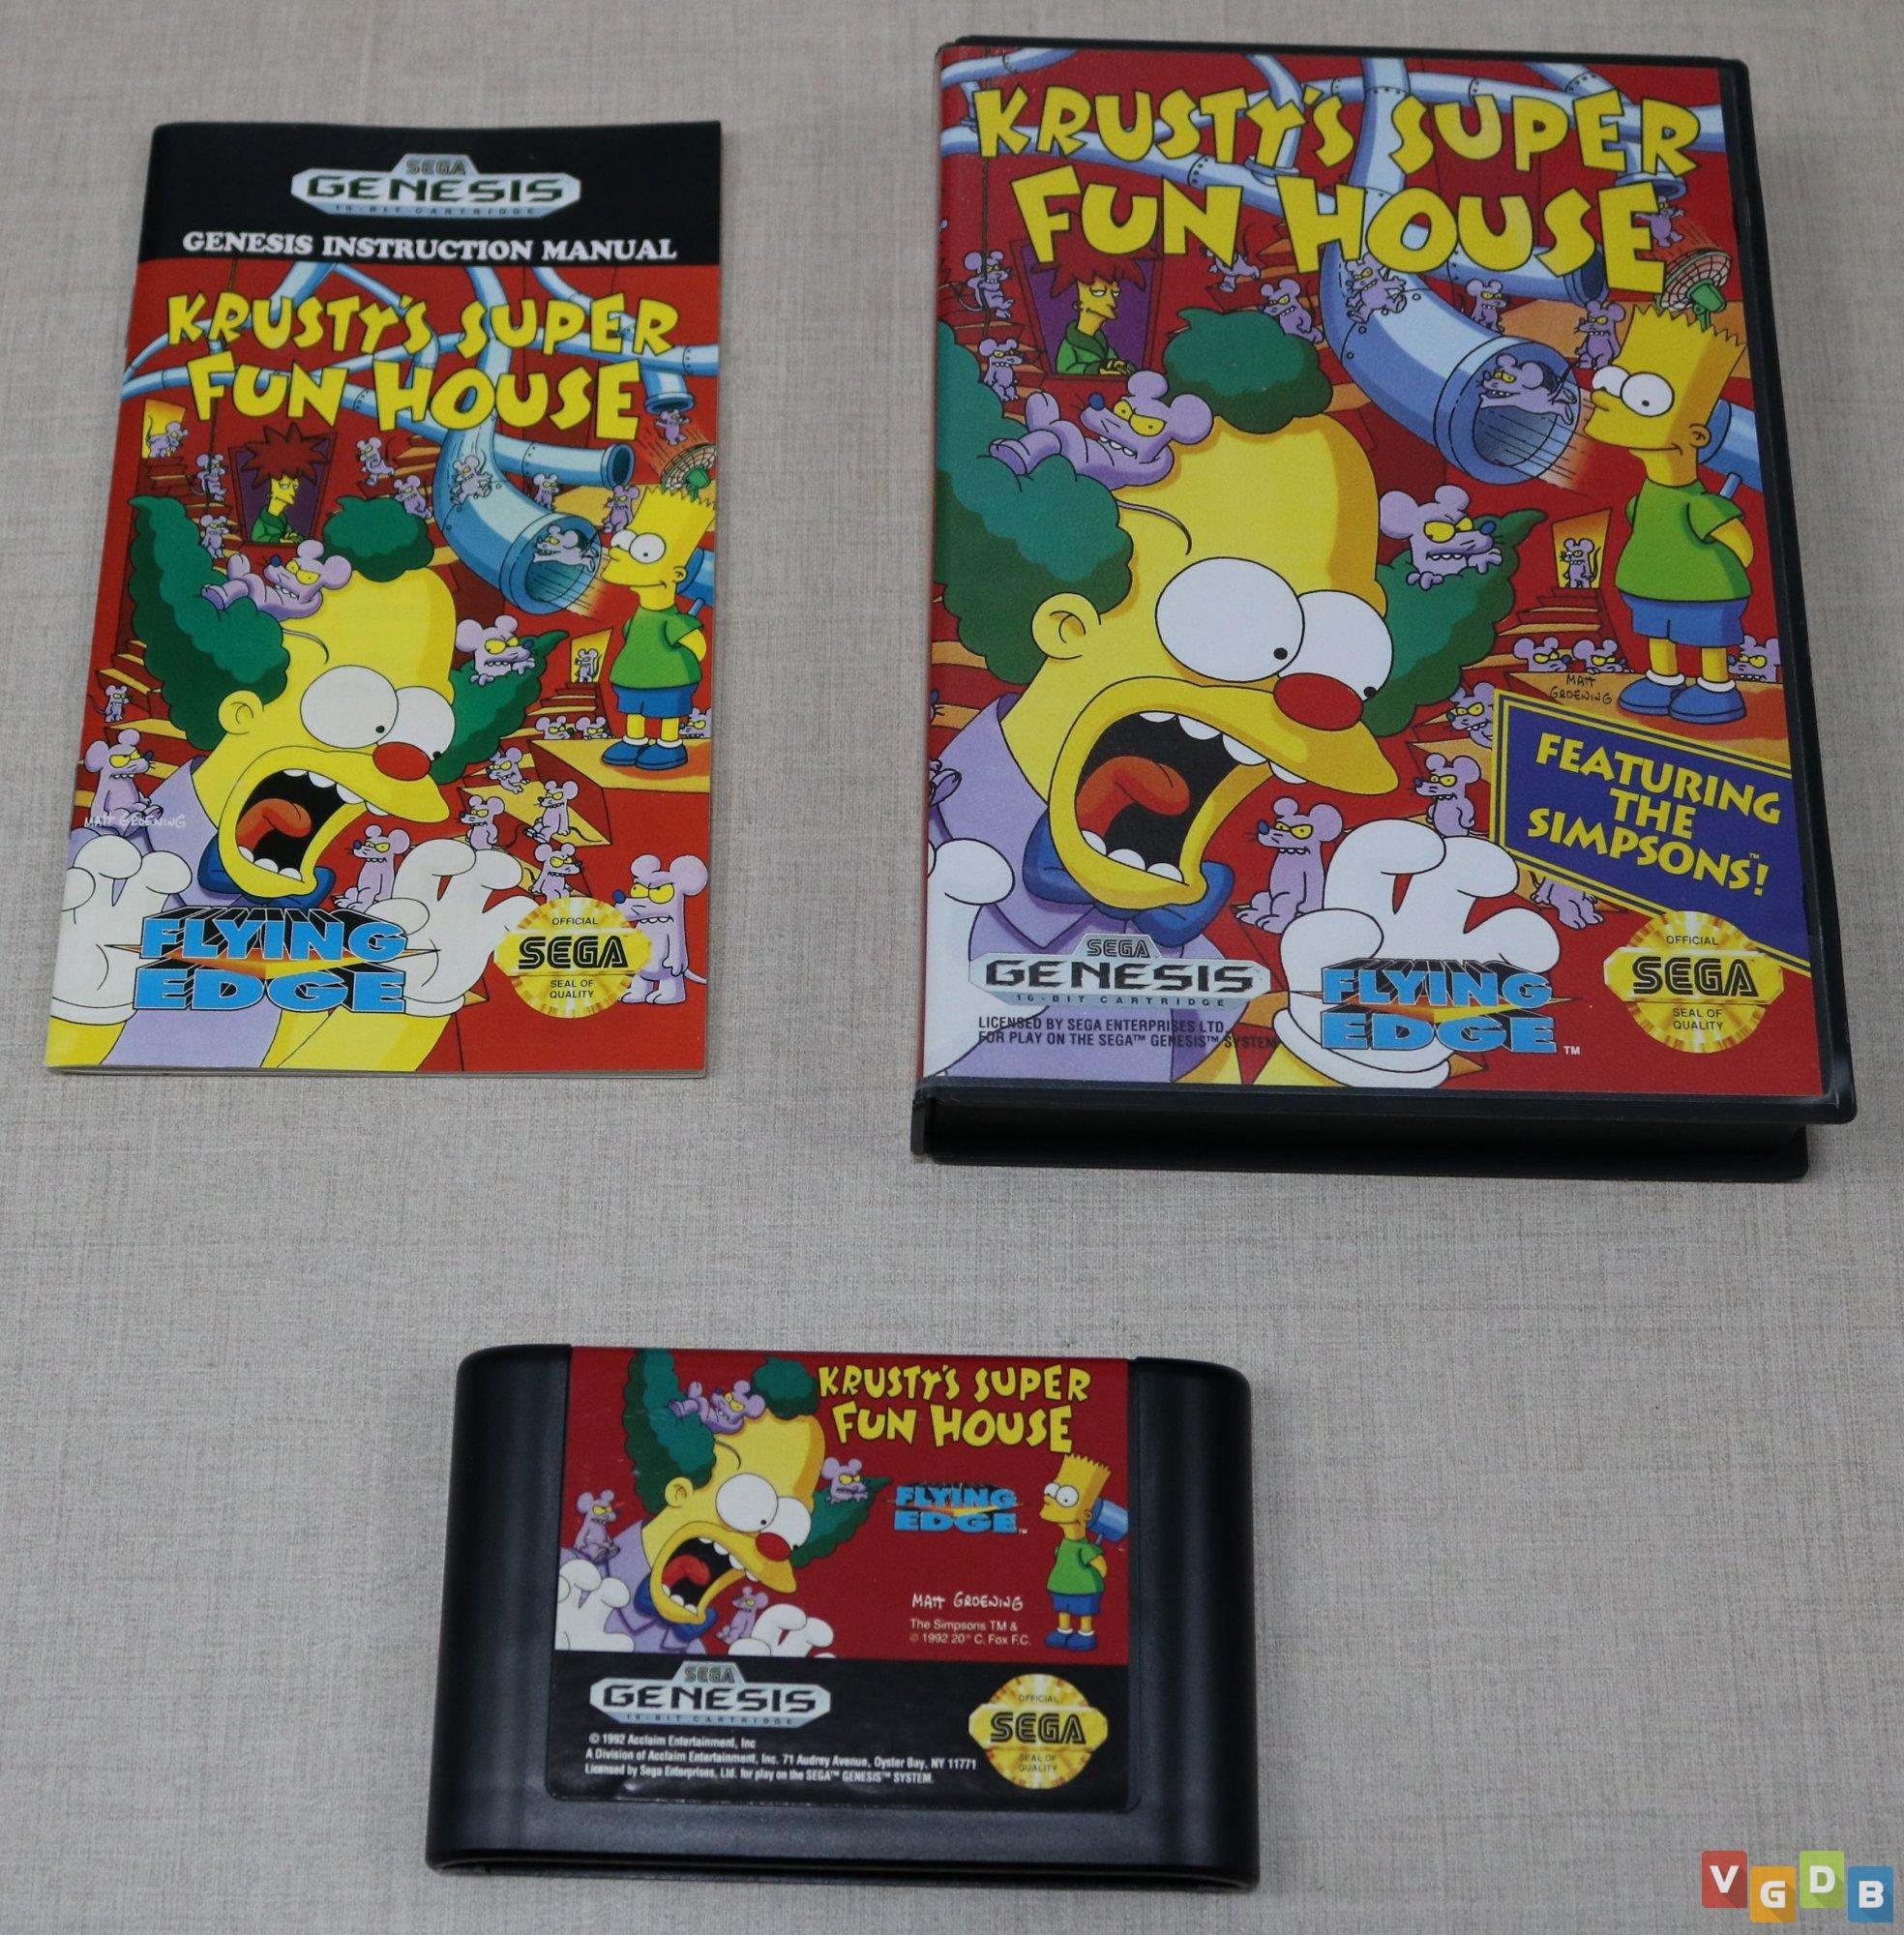 SEGA
GENESIS
16-BIT CARTRIDGE
GENESIS INSTRUCTION MANUAL
KRUSTY'S SUPER
FUN HOUSE
MATT GROENING
FLYING
EDGE
OFFICIAL
SEGA
SEAL OF
QUALITY
KRUSTY'S SUPER
FUN HOUSE
MATT
GROENING
FEATURING
THE
SIMPSONS!™
SEGA
GENESIS
16-BIT CARTRIDGE
LICENSED BY SEGA ENTERPRISES LTD.
FOR PLAY ON THE SEGA™ GENESIS™ SYSTEM
FLYING
EDGE™
OFFICIAL
SEGA
SEAL OF
QUALITY
KRUSTY'S SUPER
FUN HOUSE
FLYING
EDGE™
MATT GROENING
The Simpsons TM &
© 1992 20th C. Fox F.C.
SEGA
GENESIS
16-BIT CARTRIDGE
OFFICIAL
SEGA
SEAL OF
QUALITY
© 1992 Acclaim Entertainment, Inc
A Division of Acclaim Entertainment, Inc. 71 Audrey Avenue, Oyster Bay, NY 11771
Licensed by Sega Enterprises, Ltd. for play on the SEGA™ GENESIS™ SYSTEM.
VGDB